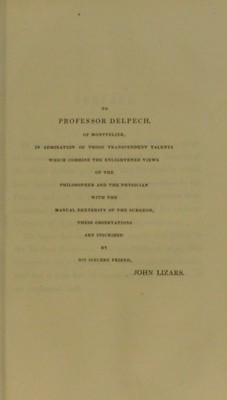 TO
PROFESSOR DELPECH,
OF MONTPELIER,
IN ADMIRATION OF THOSE TRANSCENDENT TALENTS
WHICH COMBINE THE ENLIGHTENED VIEWS
OF THE
PHILOSOPHER AND THE PHYSICIAN
WITH THE
MANUAL DEXTERITY OF THE SURGEON,
THESE OBSERVATIONS
ARE INSCRIBED
BY
HIS SINCERE FRIEND,
JOHN LIZARS.